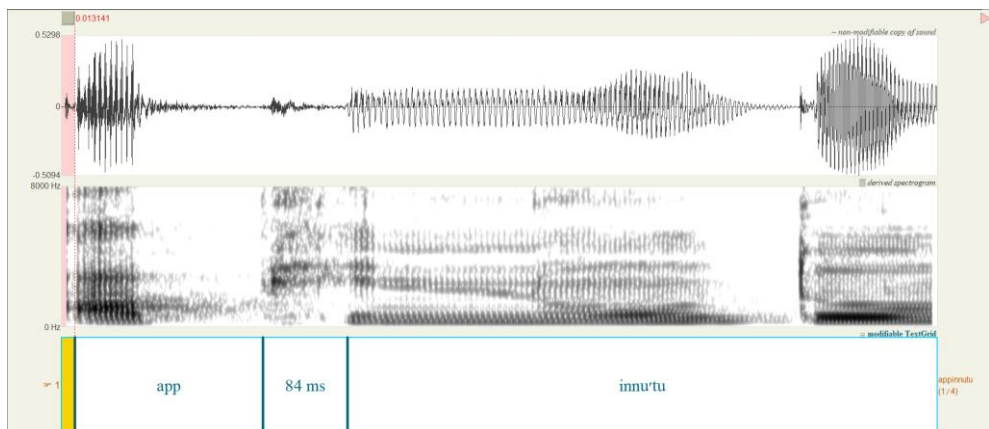 0.013141
0.5298
~ non-modifiable copy of sound
0
-0.5094
8000 Hz
derived spectrogram
0 Hz
modifiable TextGrid
1
app
84 ms
innuˑtu
appinnutu
(1/4)